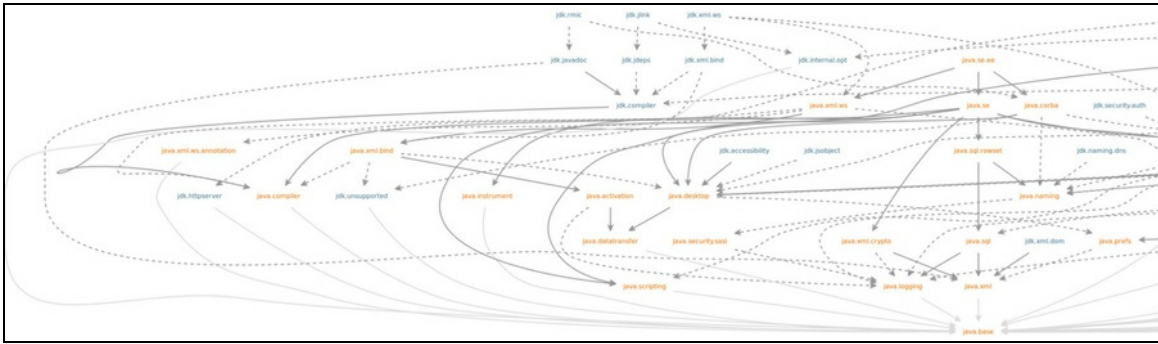 jdk.rmic jdk.jlink jdk.xml.ws
jdk.javadoc jdk.jdeps jdk.xml.bind jdk.internal.opt java.se.ee
jdk.compiler java.xml.ws java.se java.corba jdk.security.auth
java.xml.ws.annotation java.xml.bind jdk.accessibility jdk.jsobject java.sql.rowset jdk.naming.dns
jdk.httpserver java.compiler jdk.unsupported java.instrument java.activation java.desktop java.naming
java.datatransfer java.security.sasl java.xml.crypto java.sql jdk.xml.dom java.prefs
java.scripting java.logging java.xml
java.base